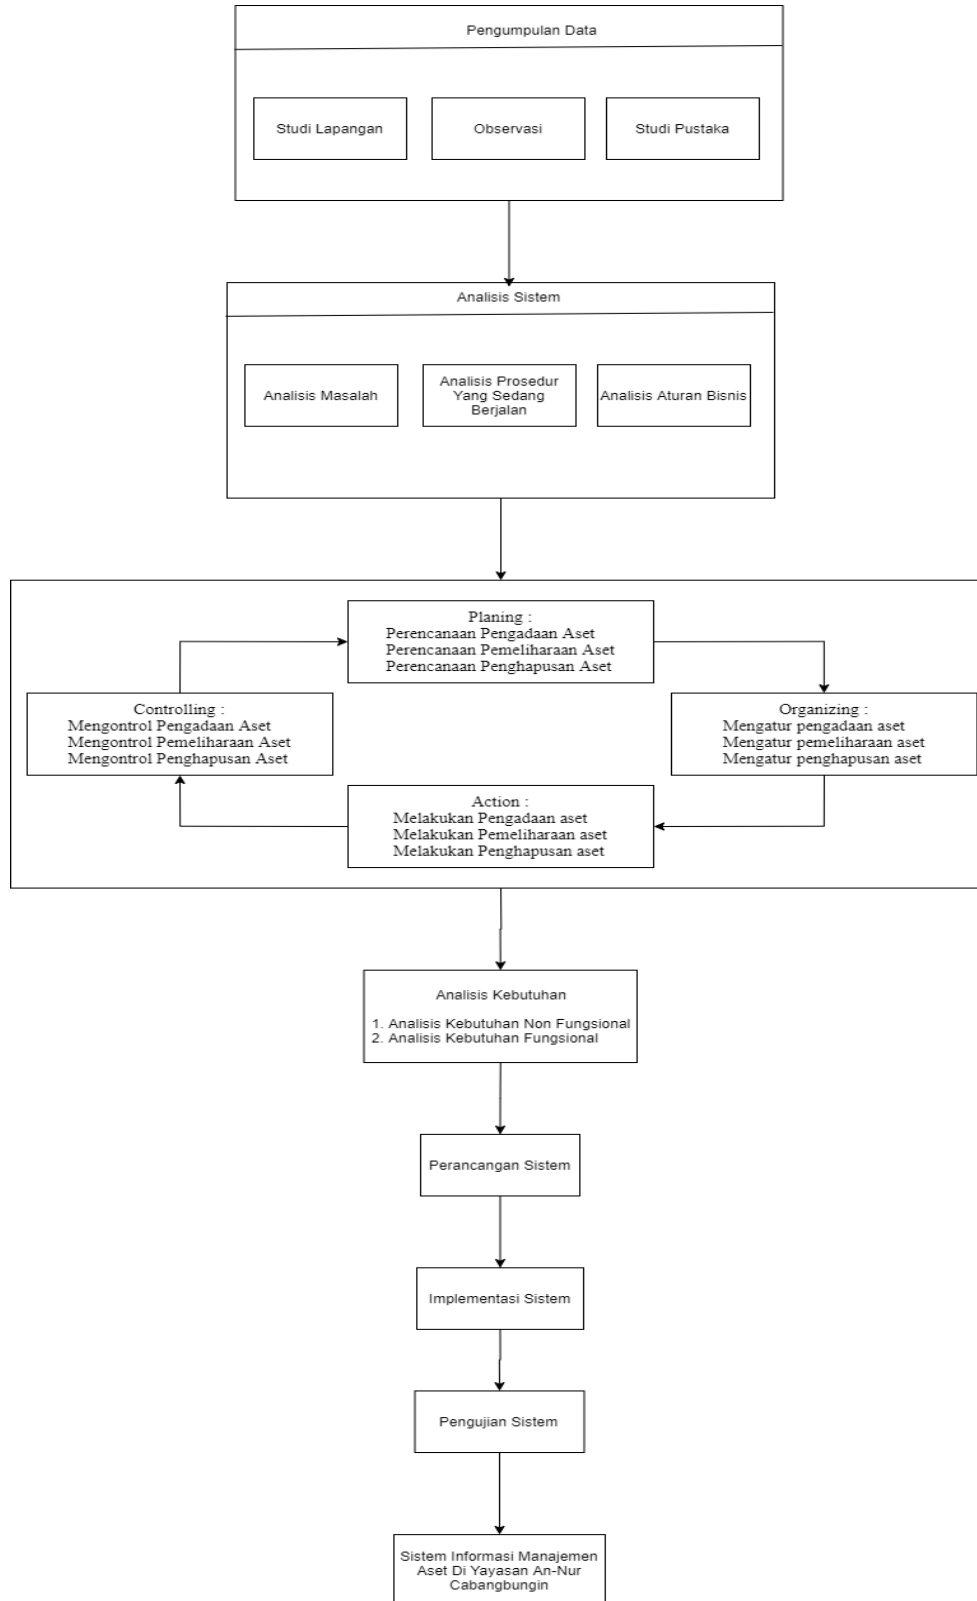 Pengumpulan Data
Studi Lapangan
Observasi
Studi Pustaka
Analisis Sistem
Analisis Masalah
Analisis Prosedur
Yang Sedang
Berjalan
Analisis Aturan Bisnis
Planing :
Perencanaan Pengadaan Aset
Perencanaan Pemeliharaan Aset
Perencanaan Penghapusan Aset
Controlling :
Mengontrol Pengadaan Aset
Mengontrol Pemeliharaan Aset
Mengontrol Penghapusan Aset
Organizing :
Mengatur pengadaan aset
Mengatur pemeliharaan aset
Mengatur penghapusan aset
Action :
Melakukan Pengadaan aset
Melakukan Pemeliharaan aset
Melakukan Penghapusan aset
Analisis Kebutuhan
1. Analisis Kebutuhan Non Fungsional
2. Analisis Kebutuhan Fungsional
Perancangan Sistem
Implementasi Sistem
Pengujian Sistem
Sistem Informasi Manajemen
Aset Di Yayasan An-Nur
Cabangbungin